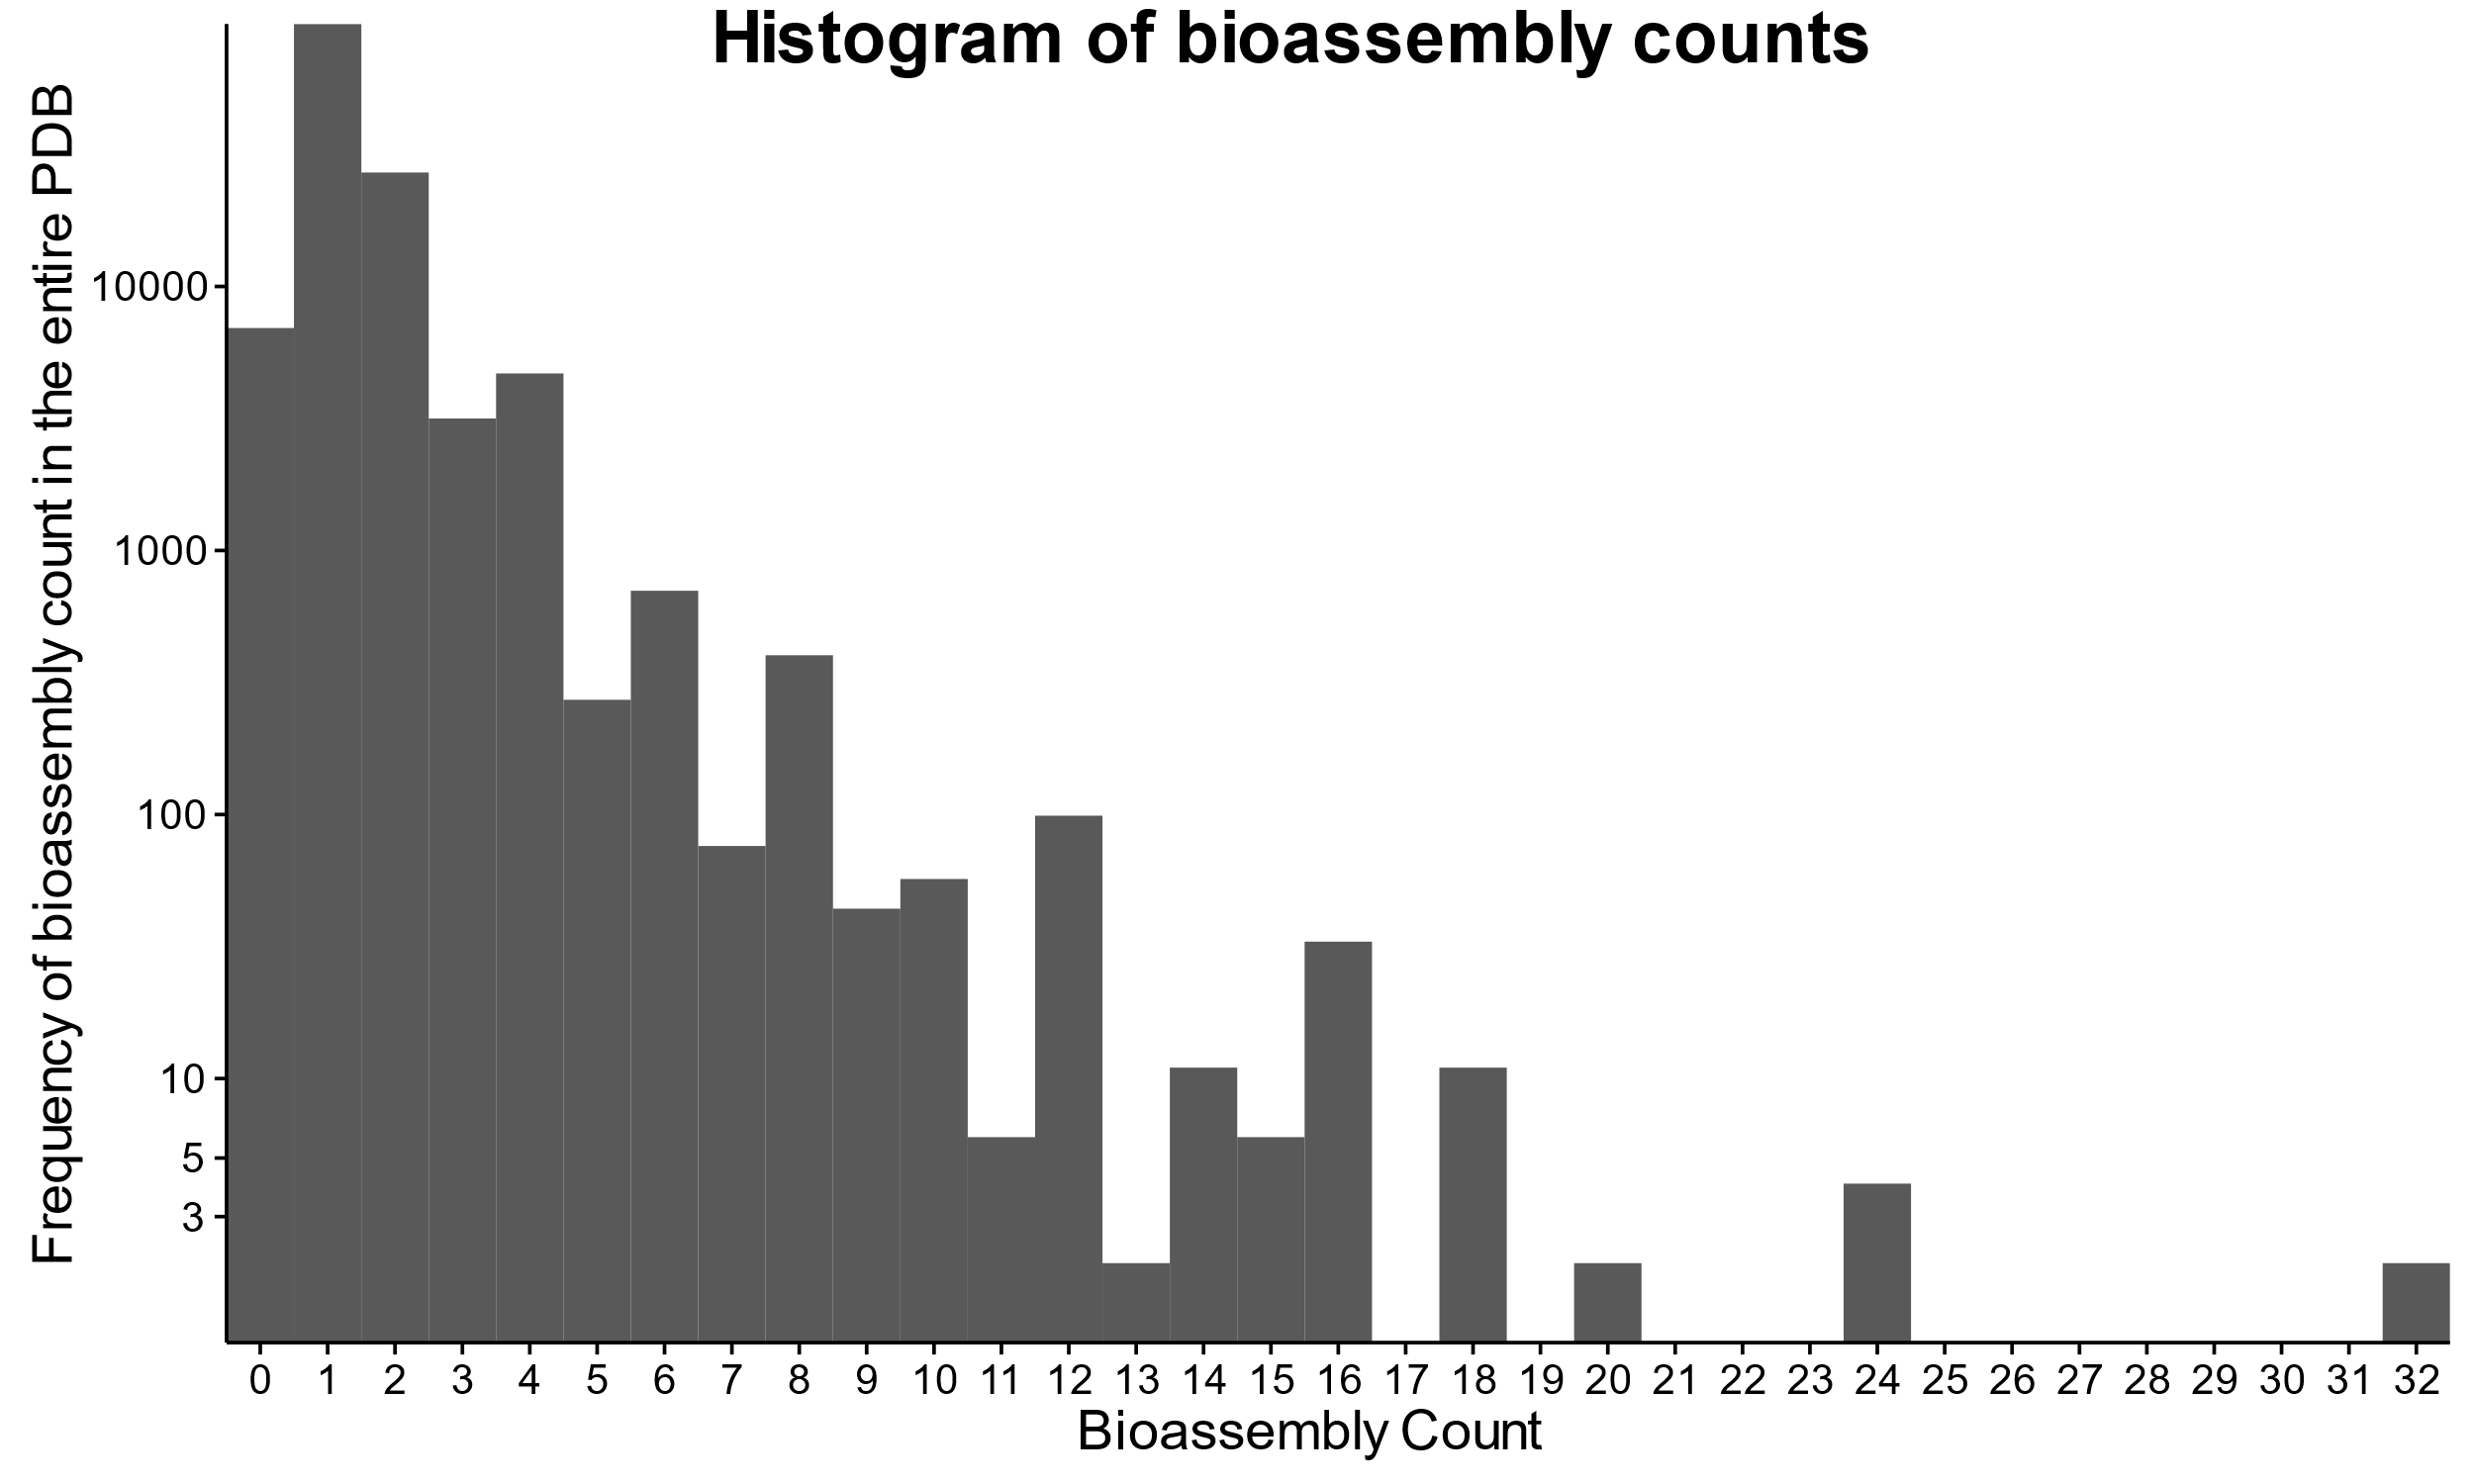 Histogram of bioassembly counts
Frequency of bioassembly count in the entire PDB
10000
1000
100
10
5
3
0 1 2 3 4 5 6 7 8 9 10 11 12 13 14 15 16 17 18 19 20 21 22 23 24 25 26 27 28 29 30 31 32
Bioassembly Count